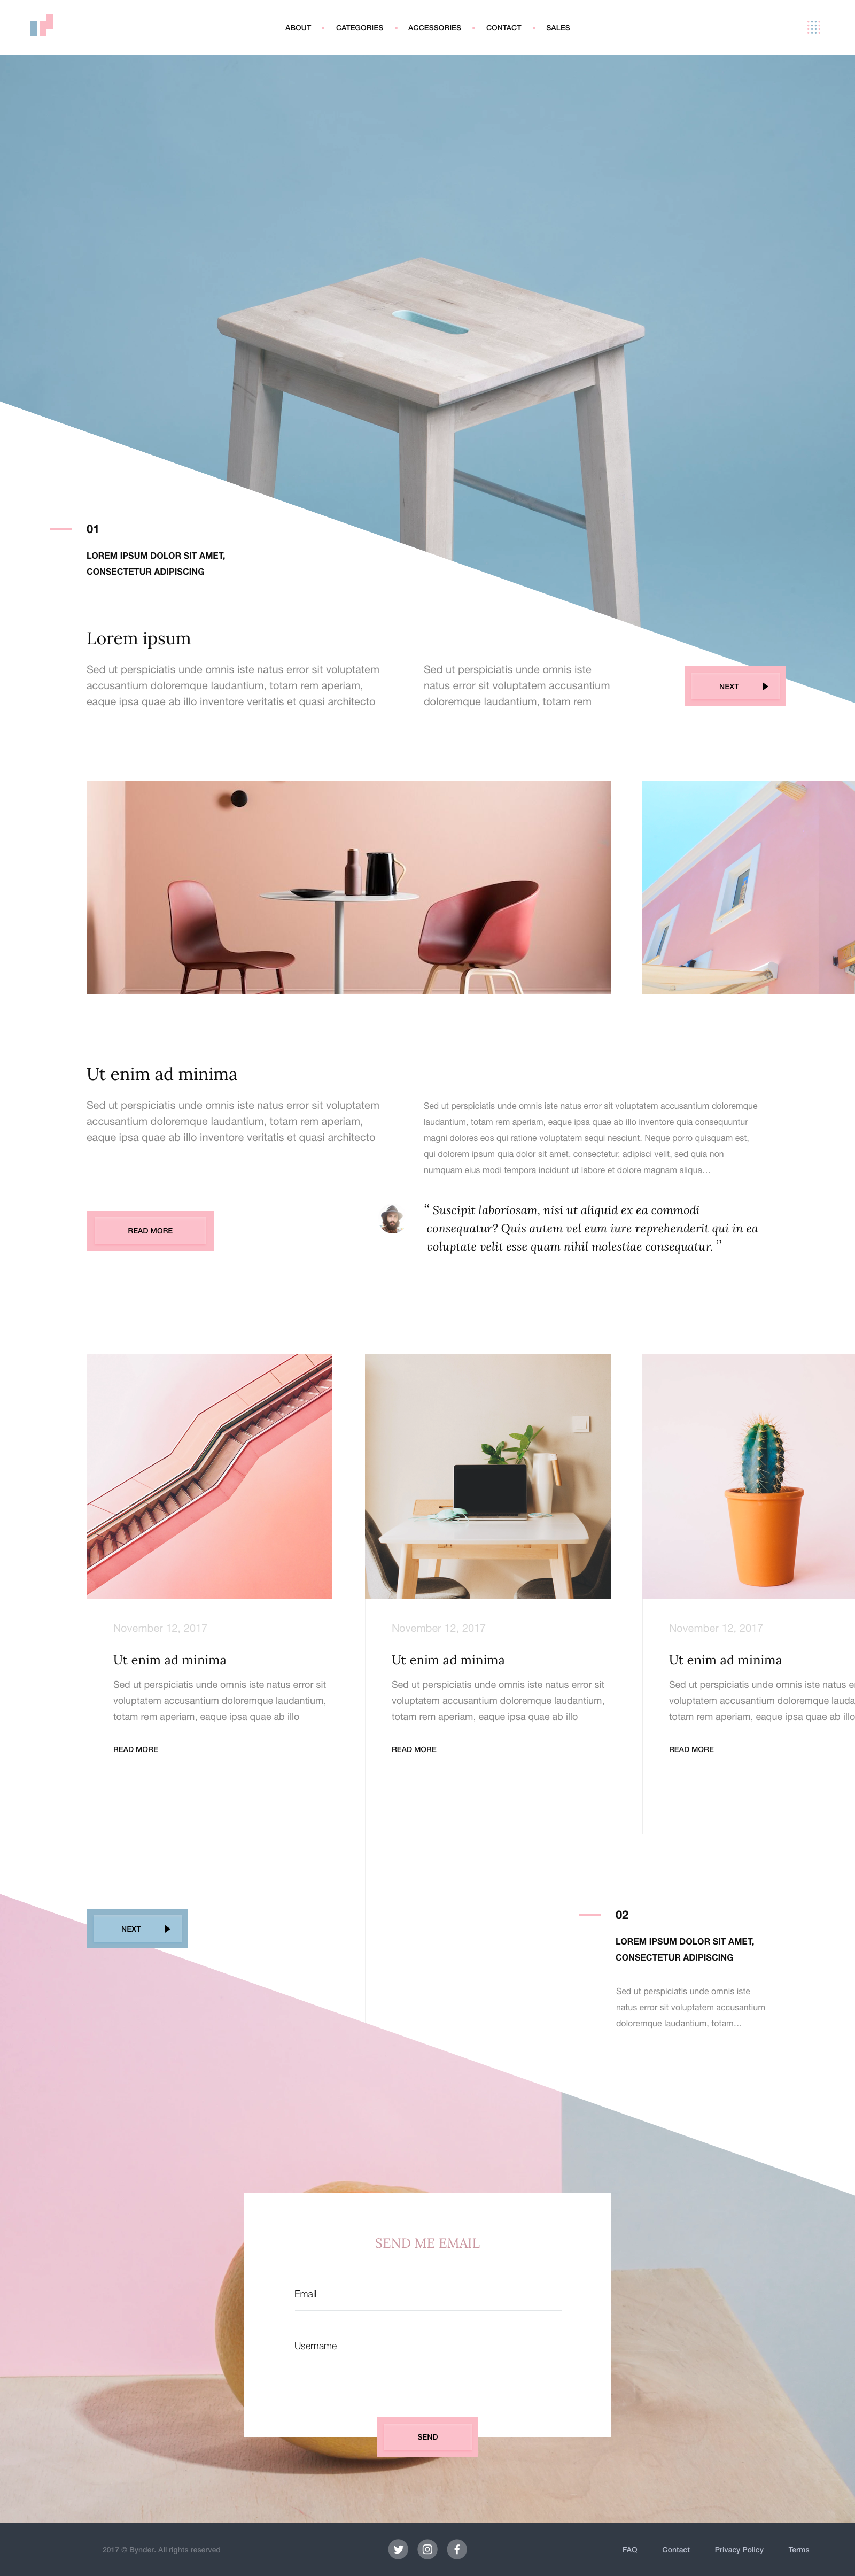 ABOUT CATEGORIES ACCESSORIES CONTACT SALES
01
LOREM IPSUM DOLOR SIT AMET,
CONSECTETUR ADIPISCING
Lorem ipsum
Sed ut perspiciatis unde omnis iste natus error sit voluptatem
accusantium doloremque laudantium, totam rem aperiam,
eaque ipsa quae ab illo inventore veritatis et quasi architecto
Sed ut perspiciatis unde omnis iste
natus error sit voluptatem accusantium
doloremque laudantium, totam rem
NEXT
Ut enim ad minima
Sed ut perspiciatis unde omnis iste natus error sit voluptatem
accusantium doloremque laudantium, totam rem aperiam,
eaque ipsa quae ab illo inventore veritatis et quasi architecto
Sed ut perspiciatis unde omnis iste natus error sit voluptatem accusantium doloremque
laudantium, totam rem aperiam, eaque ipsa quae ab illo inventore quia consequuntur
magni dolores eos qui ratione voluptatem sequi nesciunt. Neque porro quisquam est,
qui dolorem ipsum quia dolor sit amet, consectetur, adipisci velit, sed quia non
numquam eius modi tempora incidunt ut labore et dolore magnam aliqua…
READ MORE
“ Suscipit laboriosam, nisi ut aliquid ex ea commodi
consequatur? Quis autem vel eum iure reprehenderit qui in ea
voluptate velit esse quam nihil molestiae consequatur. ”
November 12, 2017
Ut enim ad minima
Sed ut perspiciatis unde omnis iste natus error sit
voluptatem accusantium doloremque laudantium,
totam rem aperiam, eaque ipsa quae ab illo
READ MORE
November 12, 2017
Ut enim ad minima
Sed ut perspiciatis unde omnis iste natus error sit
voluptatem accusantium doloremque laudantium,
totam rem aperiam, eaque ipsa quae ab illo
READ MORE
November 12, 2017
Ut enim ad minima
Sed ut perspiciatis unde omnis iste natus e
voluptatem accusantium doloremque lauda
totam rem aperiam, eaque ipsa quae ab illo
READ MORE
NEXT
02
LOREM IPSUM DOLOR SIT AMET,
CONSECTETUR ADIPISCING
Sed ut perspiciatis unde omnis iste
natus error sit voluptatem accusantium
doloremque laudantium, totam…
SEND ME EMAIL
Email
Username
SEND
2017 © Bynder. All rights reserved
FAQ Contact Privacy Policy Terms